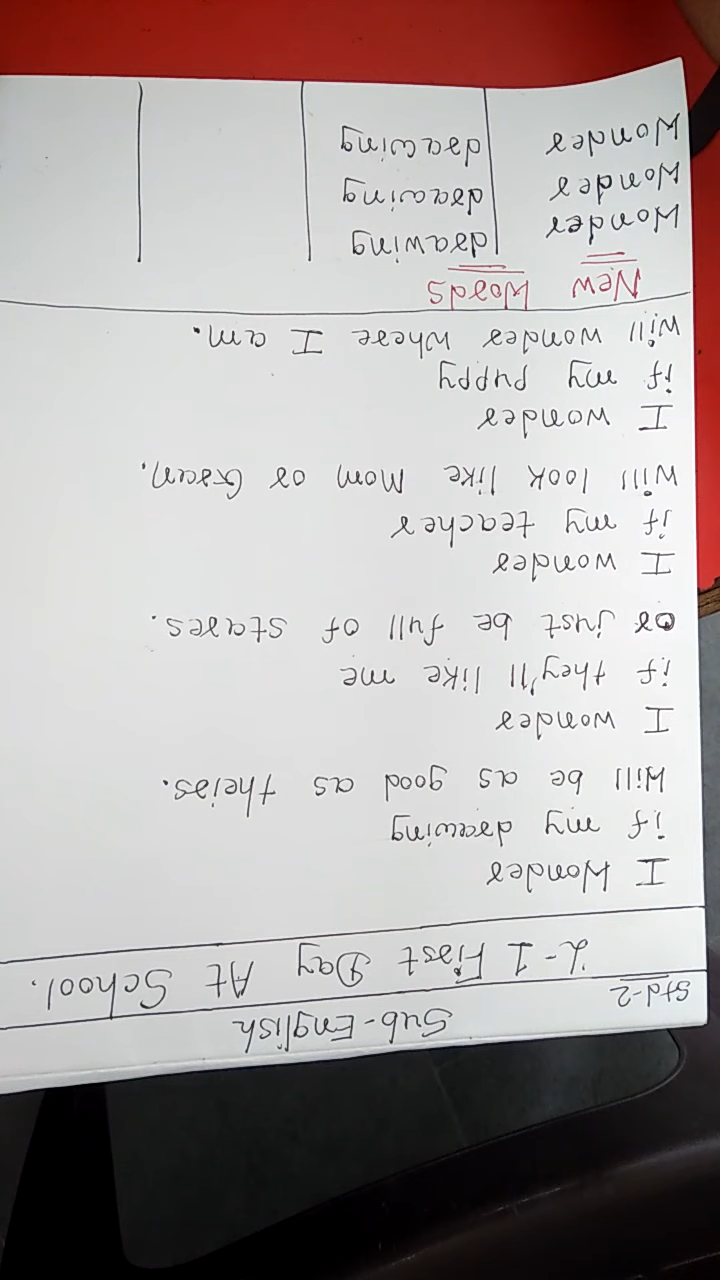 Sub-English
Std-2
L-1 First Day At School.
I Wonder
if my drawing
Will be as good as theirs.
I wonder
if they'll like me
or just be full of stares.
I wonder
if my teacher
will look like Mom or Gram.
I wonder
if my puppy
will wonder where I am.
New Words
Wonder drawing
Wonder drawing
Wonder drawing